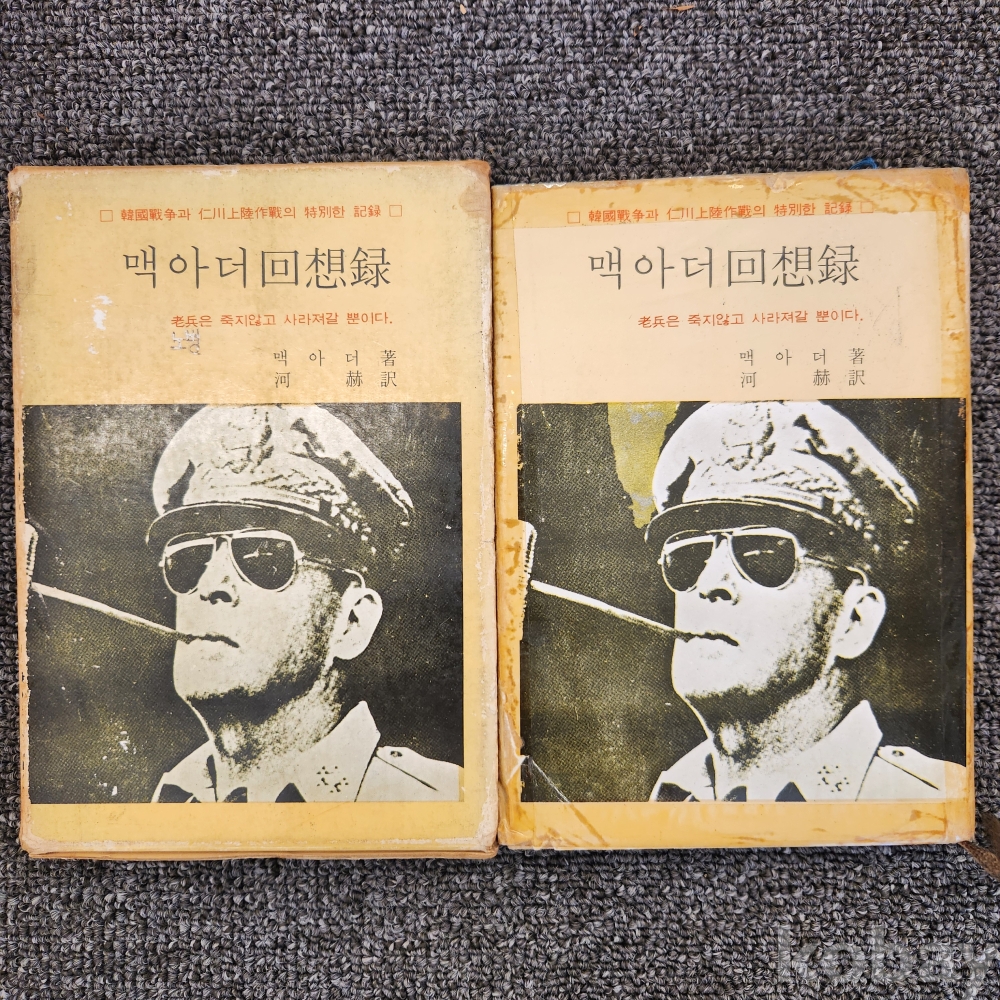 □ 韓國戰争과 仁川上陸作戰의 特別한 記録 □
맥아더 回想録
老兵은 죽지않고 사라져갈 뿐이다.
노병
맥아더 著
河赫 訳
□ 韓國戰争과 仁川上陸作戰의 特別한 記録 □
맥아더 回想録
老兵은 죽지않고 사라져갈 뿐이다.
맥아더 著
河赫 訳
kobay